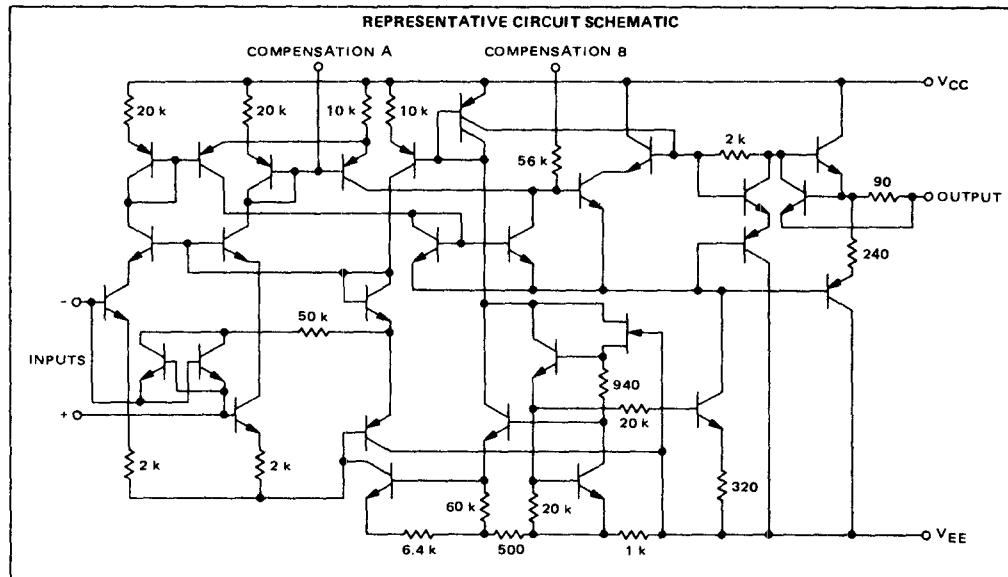 REPRESENTATIVE CIRCUIT SCHEMATIC
COMPENSATION A
COMPENSATION B
VCC
20 k
20 k
10 k
10 k
56 k
2 k
90
OUTPUT
240
-
50 k
INPUTS
940
20 k
+
2 k
2 k
320
60 k
20 k
VEE
6.4 k
500
1 k